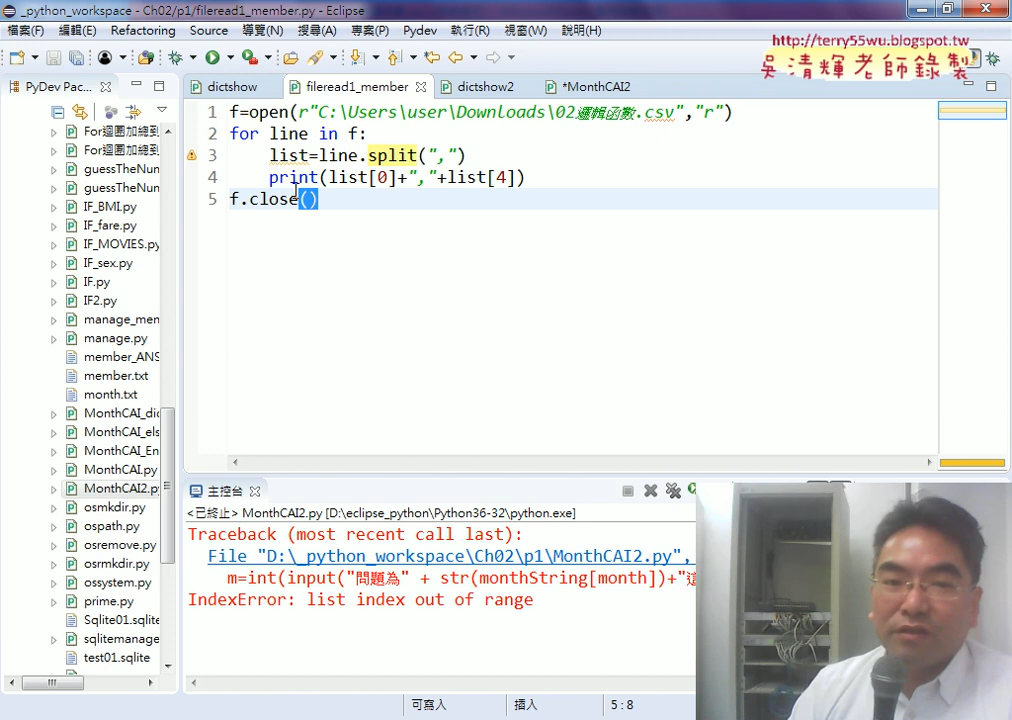 _python_workspace - Ch02/p1/fileread1_member.py - Eclipse
檔案(F) 編輯(E) Refactoring Source 導覽(N) 搜尋(A) 專案(P) Pydev 執行(R) 視窗(W) 說明(H)
http://terry55wu.blogspot.tw
吳清輝老師錄製
PyDev Pac...
dictshow
fileread1_member
dictshow2
*MonthCAI2
For迴圈加總到
For迴圈加總到
guessTheNu
guessTheNu
IF_BMI.py
IF_fare.py
IF_MOVIES.py
IF_sex.py
IF.py
IF2.py
manage_men
manage.py
member_ANS
member.txt
month.txt
MonthCAI_dic
MonthCAI_els
MonthCAI_En
MonthCAI.py
MonthCAI2.py
osmkdir.py
ospath.py
osremove.py
osrmkdir.py
ossystem.py
prime.py
Sqlite01.sqlite
sqlitemanage
test01.sqlite
1 f=open(r"C:\Users\user\Downloads\02邏輯函數.csv","r")
2 for line in f:
3 list=line.split(",")
4 print(list[0]+","+list[4])
5 f.close()
主控台
<已終止> MonthCAI2.py [D:\eclipse_python\Python36-32\python.exe]
Traceback (most recent call last):
File "D:\_python_workspace\Ch02\p1\MonthCAI2.py",
m=int(input("問題為" + str(monthString[month])+"這
IndexError: list index out of range
可寫入
插入
5:8